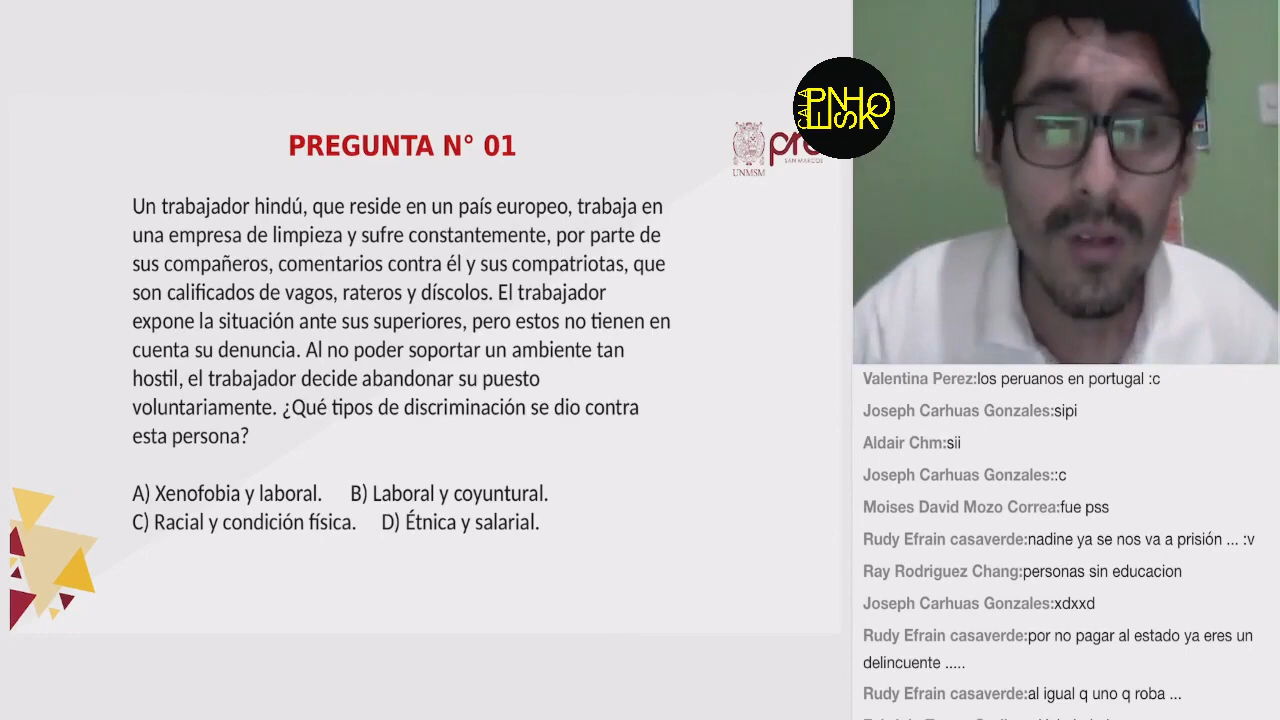 PREGUNTA N° 01
UNMSM
SAN MARCOS
CALA
PNHO
ESK
Un trabajador hindú, que reside en un país europeo, trabaja en
una empresa de limpieza y sufre constantemente, por parte de
sus compañeros, comentarios contra él y sus compatriotas, que
son calificados de vagos, rateros y díscolos. El trabajador
expone la situación ante sus superiores, pero estos no tienen en
cuenta su denuncia. Al no poder soportar un ambiente tan
hostil, el trabajador decide abandonar su puesto
voluntariamente. ¿Qué tipos de discriminación se dio contra
esta persona?
A) Xenofobia y laboral. B) Laboral y coyuntural.
C) Racial y condición física. D) Étnica y salarial.
Valentina Perez:los peruanos en portugal :c
Joseph Carhuas Gonzales:sipi
Aldair Chm:sii
Joseph Carhuas Gonzales::c
Moises David Mozo Correa:fue pss
Rudy Efrain casaverde:nadine ya se nos va a prisión ... :v
Ray Rodriguez Chang:personas sin educacion
Joseph Carhuas Gonzales:xdxxd
Rudy Efrain casaverde:por no pagar al estado ya eres un
delincuente .....
Rudy Efrain casaverde:al igual q uno q roba ...